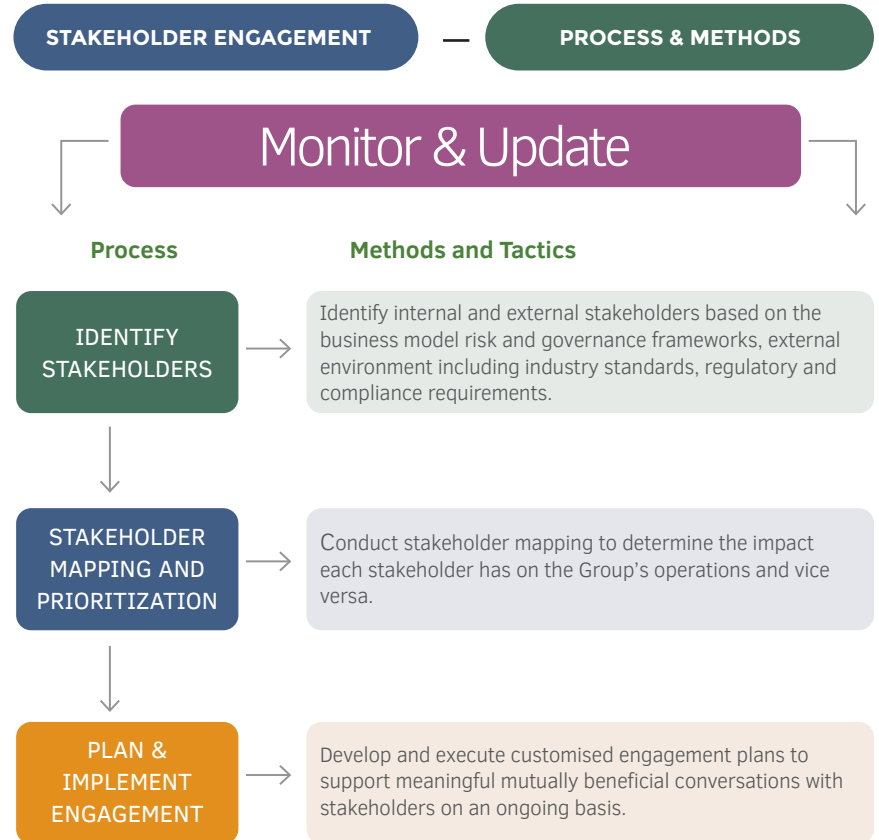 STAKEHOLDER ENGAGEMENT — PROCESS & METHODS
Monitor & Update
Process
Methods and Tactics
IDENTIFY
STAKEHOLDERS
Identify internal and external stakeholders based on the
business model risk and governance frameworks, external
environment including industry standards, regulatory and
compliance requirements.
STAKEHOLDER
MAPPING AND
PRIORITIZATION
Conduct stakeholder mapping to determine the impact
each stakeholder has on the Group’s operations and vice
versa.
PLAN &
IMPLEMENT
ENGAGEMENT
Develop and execute customised engagement plans to
support meaningful mutually beneficial conversations with
stakeholders on an ongoing basis.